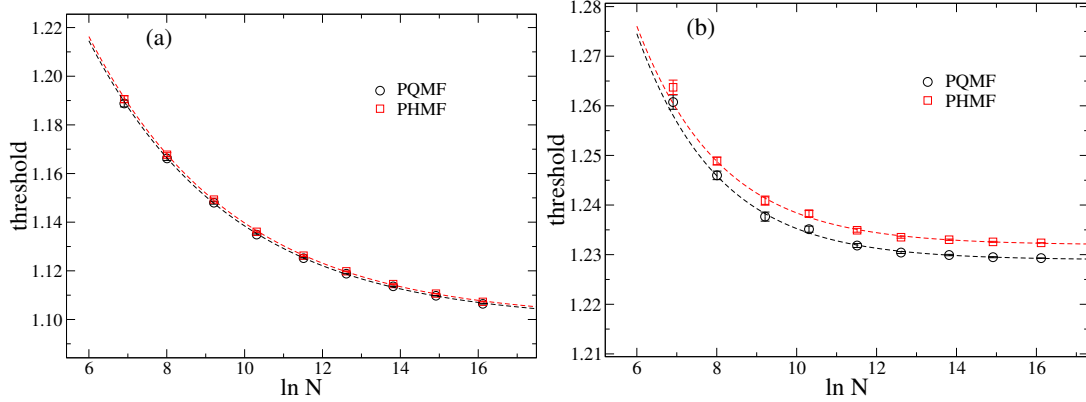 1.22
1.20
1.18
1.16
1.14
1.12
1.10
threshold
(a)
PQMF
PHMF
6 8 10 12 14 16
ln N
1.28
1.27
1.26
1.25
1.24
1.23
1.22
1.21
threshold
(b)
PQMF
PHMF
6 8 10 12 14 16
ln N